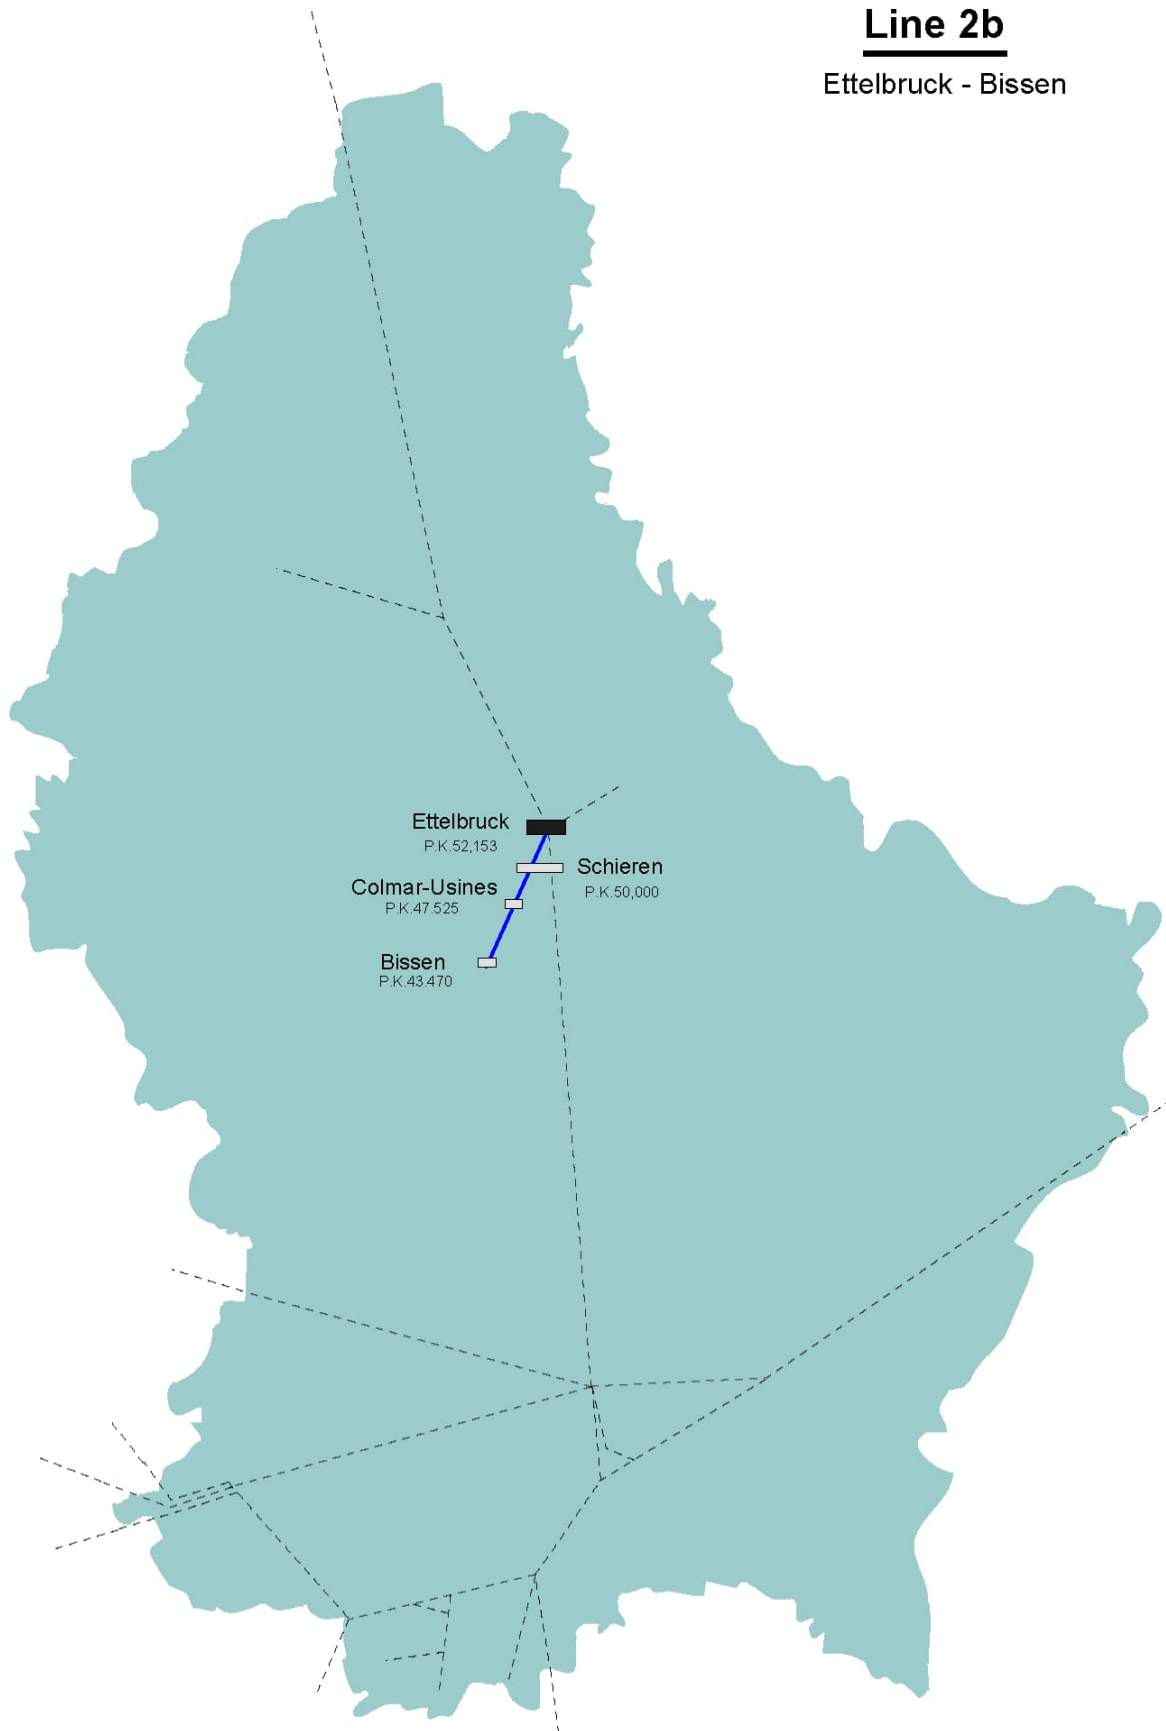 Line 2b
Ettelbruck - Bissen
Ettelbruck
P.K.52,153
Schieren
P.K.50,000
Colmar-Usines
P.K.47.525
Bissen
P.K.43.470